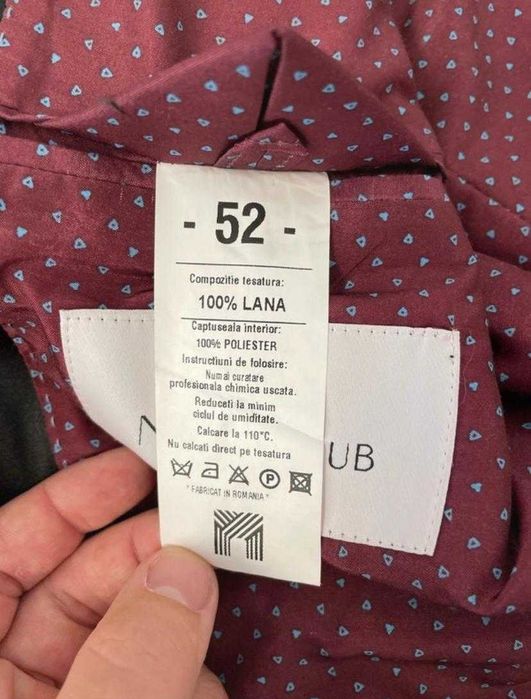 - 52 -
Compozitie tesatura:
100% LANA
Captuseala interior:
100% POLIESTER
Instructiuni de folosire:
Numai curatare
profesionala chimica uscata.
Reduceti la minim
ciclul de umiditate.
Calcare la 110°C.
Nu calcati direct pe tesatura
P
* FABRICAT IN ROMANIA *
UB